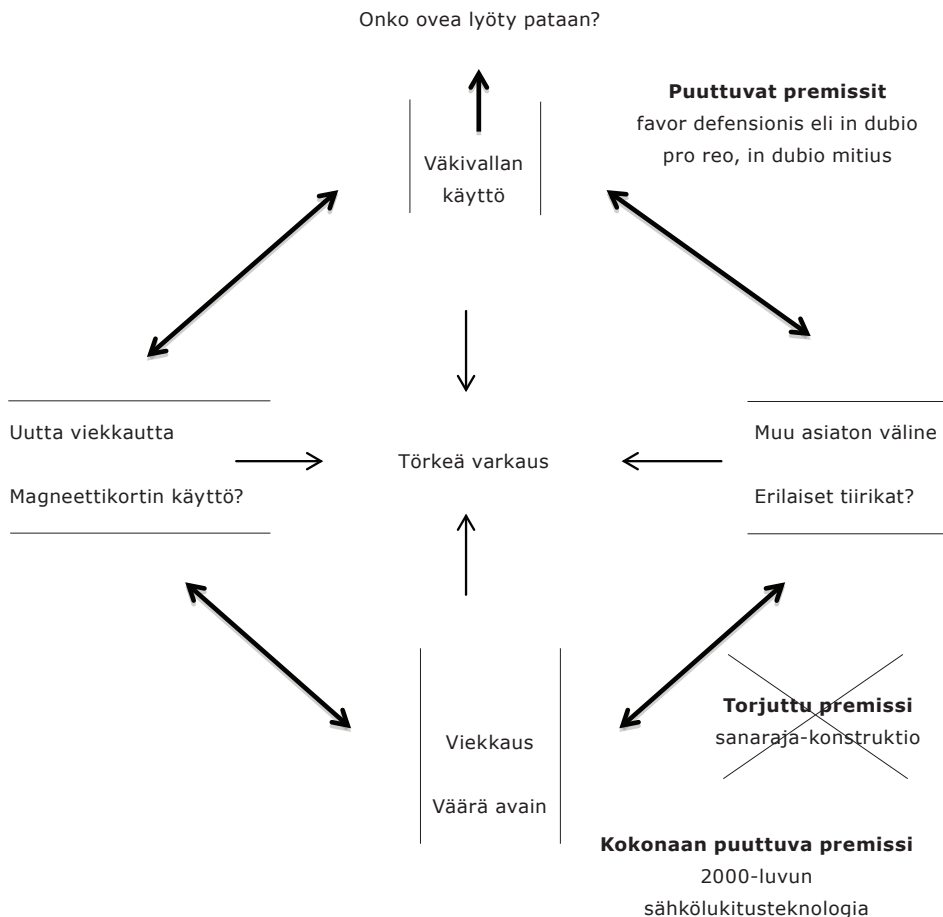 Onko ovea lyöty pataan?
Puuttuvat premissit
favor defensionis eli in dubio
pro reo, in dubio mitius
Väkivallan
käyttö
Uutta viekkautta
Magneettikortin käyttö?
Törkeä varkaus
Muu asiaton väline
Erilaiset tiirikat?
Torjuttu premissi
sanaraja-konstruktio
Viekkaus
Väärä avain
Kokonaan puuttuva premissi
2000-luvun
sähkölukitusteknologia